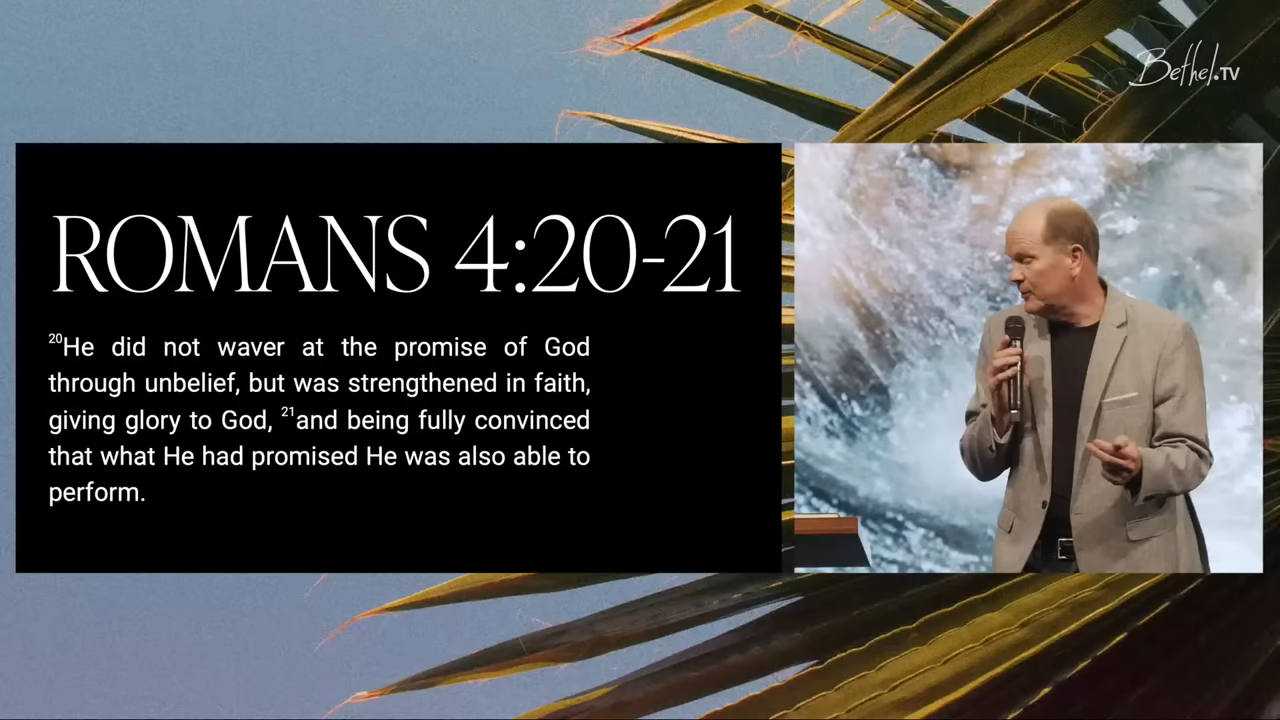 Bethel.TV
ROMANS 4:20-21
20He did not waver at the promise of God
through unbelief, but was strengthened in faith,
giving glory to God, 21and being fully convinced
that what He had promised He was also able to
perform.